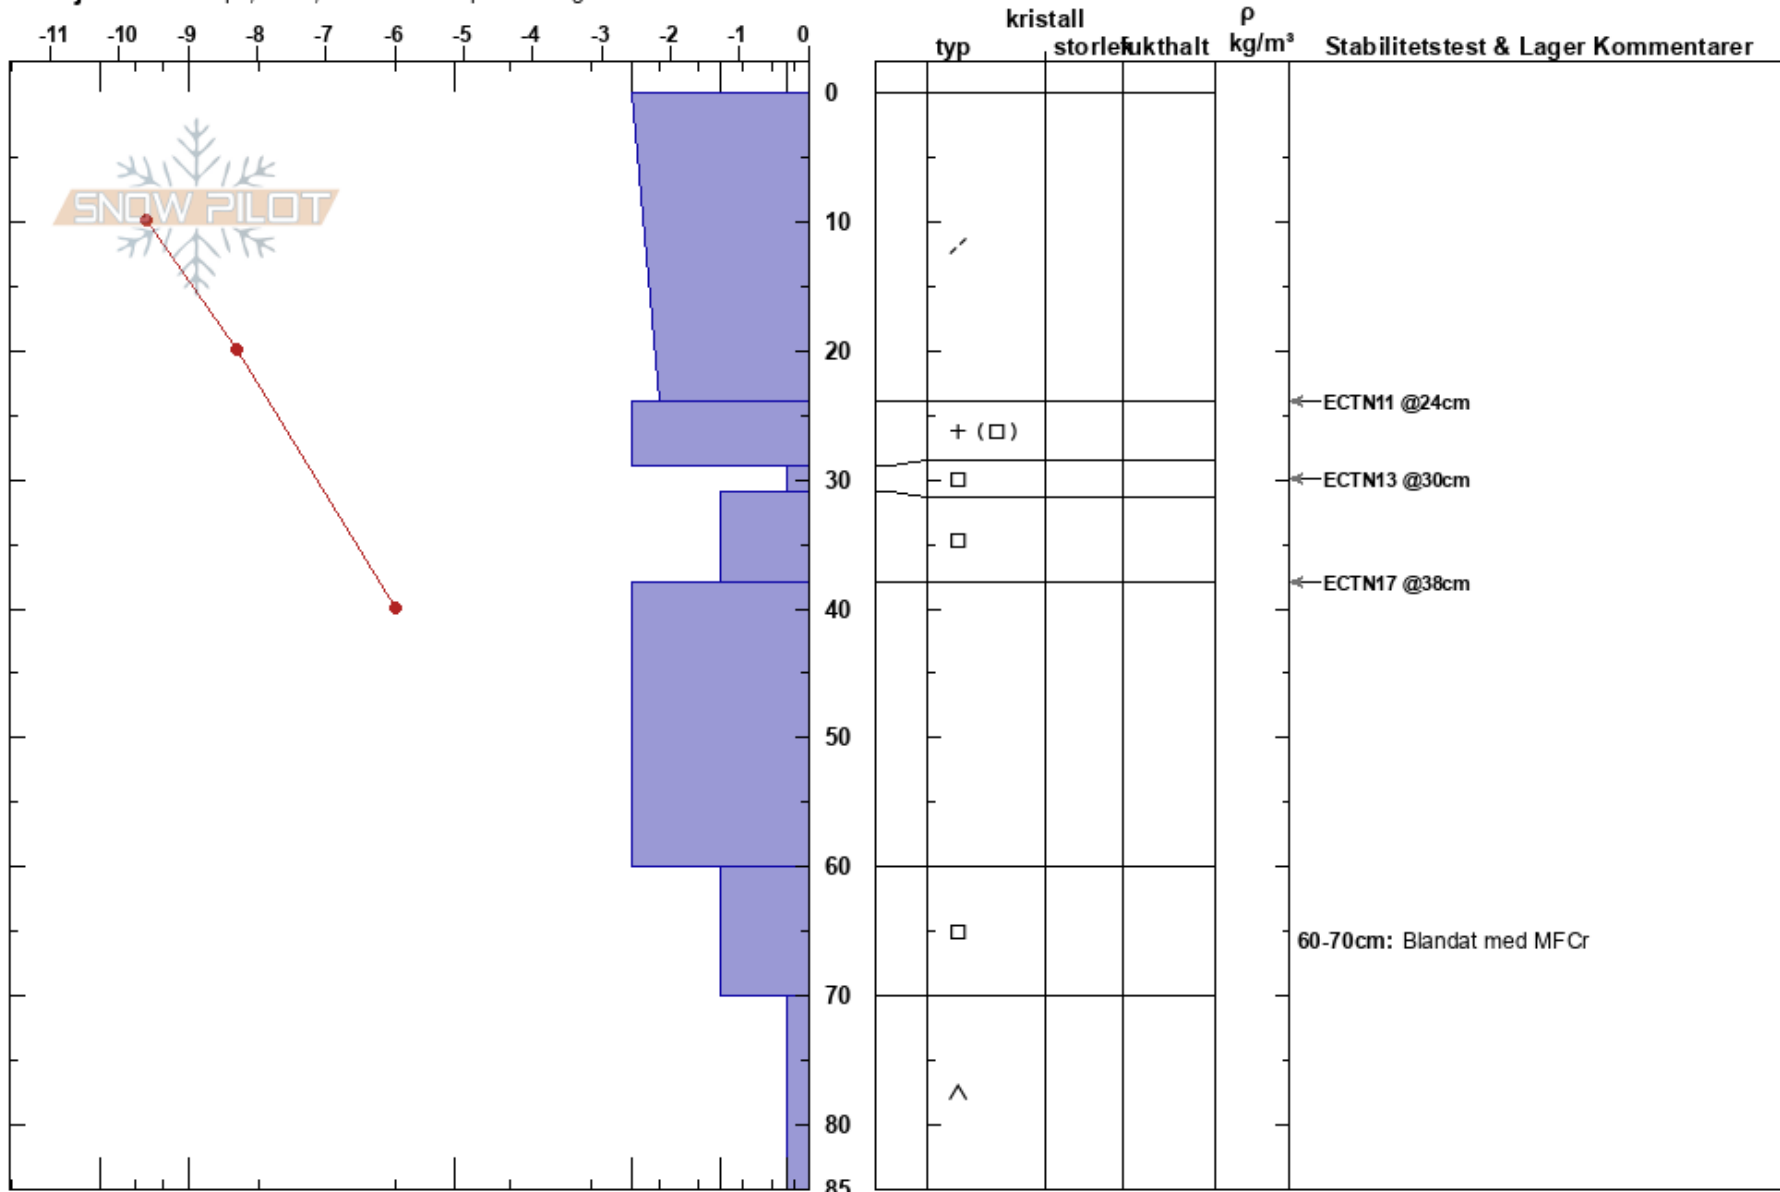 -11 -10 -9 -8 -7 -6 -5 -4 -3 -2 -1 0
kristall
typ storlek fukthalt
ρ
kg/m³
Stabilitetstest & Lager Kommentarer
SNOW PILOT
0
10
20
ECTN11 @24cm
+ (□)
30
ECTN13 @30cm
ECTN17 @38cm
40
50
60
60-70cm: Blandat med MFCr
70
80
85